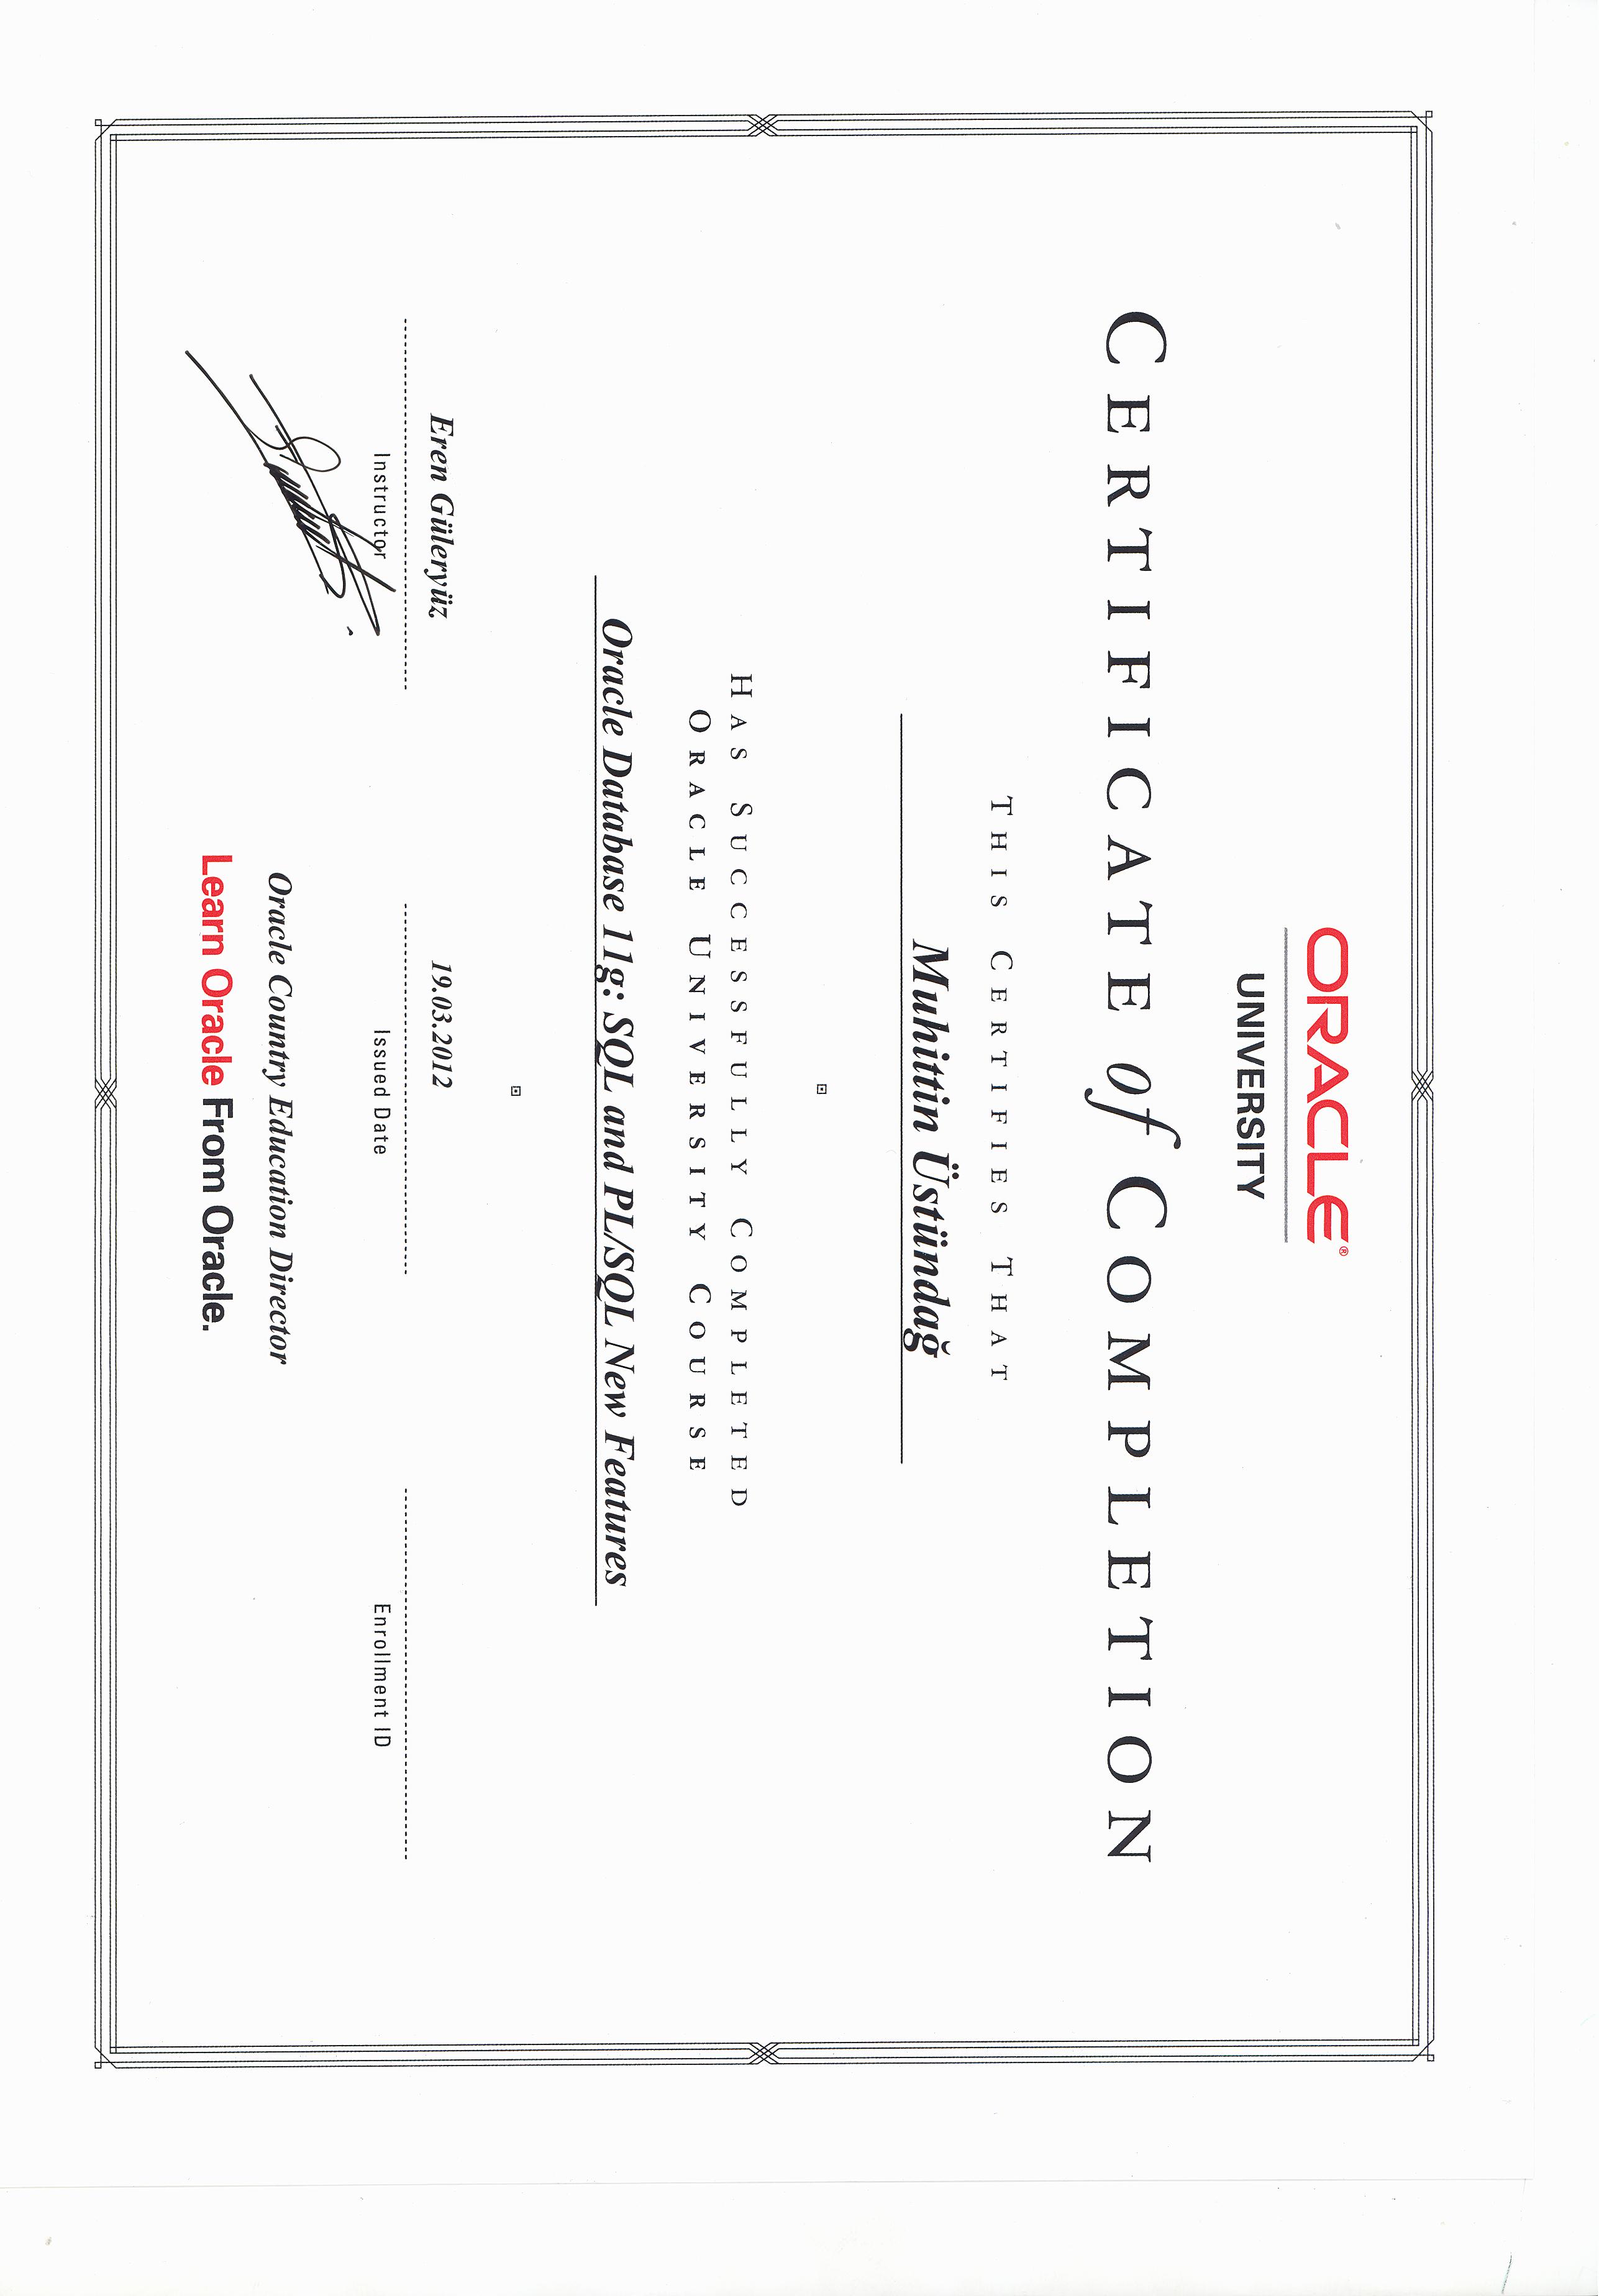 ORACLE®
UNIVERSITY
CERTIFICATE of COMPLETION
THIS CERTIFIES THAT
Muhittin Üstündağ
HAS SUCCESSFULLY COMPLETED
ORACLE UNIVERSITY COURSE
Oracle Database 11g: SQL and PL/SQL New Features
Eren Güleryüz
19.03.2012
Instructor
Issued Date
Enrollment ID
Oracle Country Education Director
Learn Oracle From Oracle.